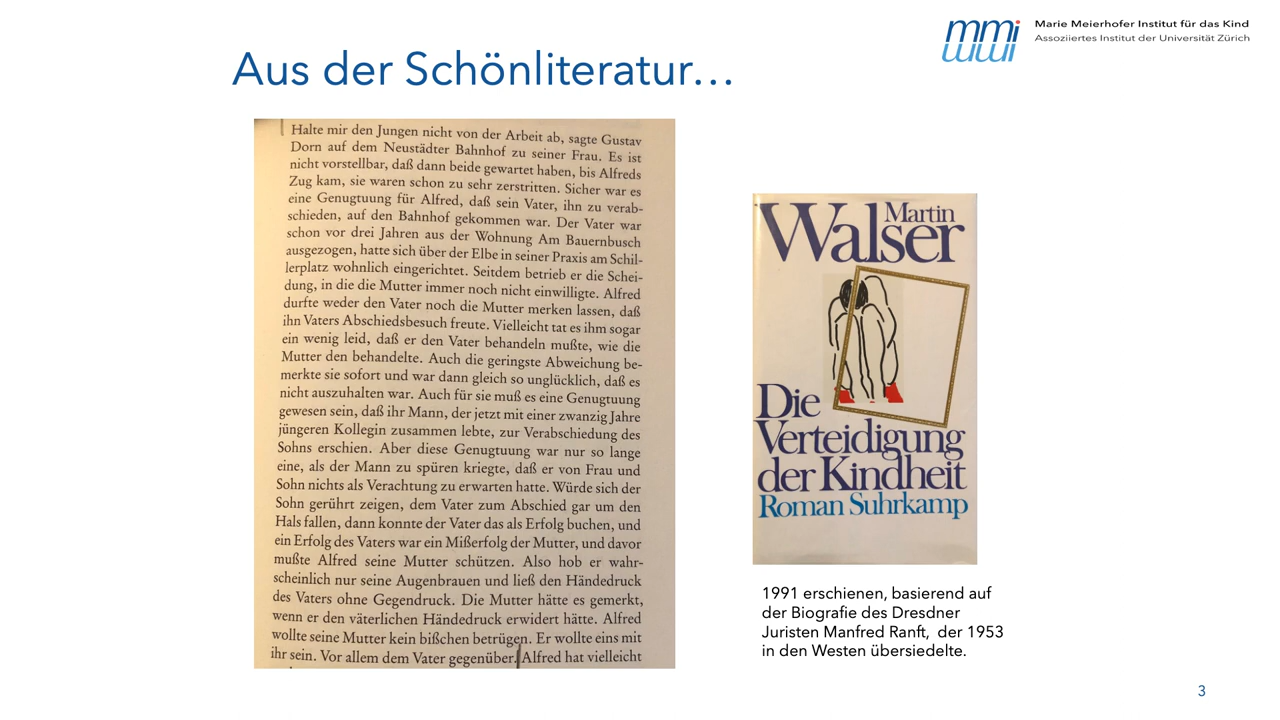 Marie Meierhofer Institut für das Kind
Assoziiertes Institut der Universität Zürich
mmi
Aus der Schönliteratur…
Halte mir den Jungen nicht von der Arbeit ab, sagte Gustav
Dorn auf dem Neustädter Bahnhof zu seiner Frau. Es ist
nicht vorstellbar, daß dann beide gewartet haben, bis Alfreds
Zug kam, sie waren schon zu sehr zerstritten. Sicher war es
eine Genugtuung für Alfred, daß sein Vater, ihn zu verab-
schieden, auf den Bahnhof gekommen war. Der Vater war
schon vor drei Jahren aus der Wohnung Am Bauernbusch
ausgezogen, hatte sich über der Elbe in seiner Praxis am Schil-
lerplatz wohnlich eingerichtet. Seitdem betrieb er die Schei-
dung, in die die Mutter immer noch nicht einwilligte. Alfred
durfte weder den Vater noch die Mutter merken lassen, daß
ihn Vaters Abschiedsbesuch freute. Vielleicht tat es ihm sogar
ein wenig leid, daß er den Vater behandeln mußte, wie die
Mutter den behandelte. Auch die geringste Abweichung be-
merkte sie sofort und war dann gleich so unglücklich, daß es
nicht auszuhalten war. Auch für sie muß es eine Genugtuung
gewesen sein, daß ihr Mann, der jetzt mit einer zwanzig Jahre
jüngeren Kollegin zusammen lebte, zur Verabschiedung des
Sohns erschien. Aber diese Genugtuung war nur so lange
eine, als der Mann zu spüren kriegte, daß er von Frau und
Sohn nichts als Verachtung zu erwarten hatte. Würde sich der
Sohn gerührt zeigen, dem Vater zum Abschied gar um den
Hals fallen, dann konnte der Vater das als Erfolg buchen, und
ein Erfolg des Vaters war ein Mißerfolg der Mutter, und davor
mußte Alfred seine Mutter schützen. Also hob er wahr-
scheinlich nur seine Augenbrauen und ließ den Händedruck
des Vaters ohne Gegendruck. Die Mutter hätte es gemerkt,
wenn er den väterlichen Händedruck erwidert hätte. Alfred
wollte seine Mutter kein bißchen betrügen. Er wollte eins mit
ihr sein. Vor allem dem Vater gegenüber. Alfred hat vielleicht
Martin
Walser
Die
Verteidigung
der Kindheit
Roman Suhrkamp
1991 erschienen, basierend auf
der Biografie des Dresdner
Juristen Manfred Ranft, der 1953
in den Westen übersiedelte.
3